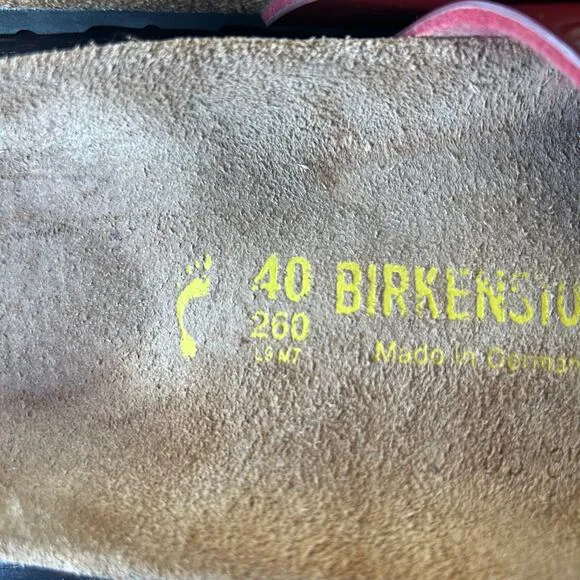 40 BIRKENSTO
260 Made in German
L9 M7